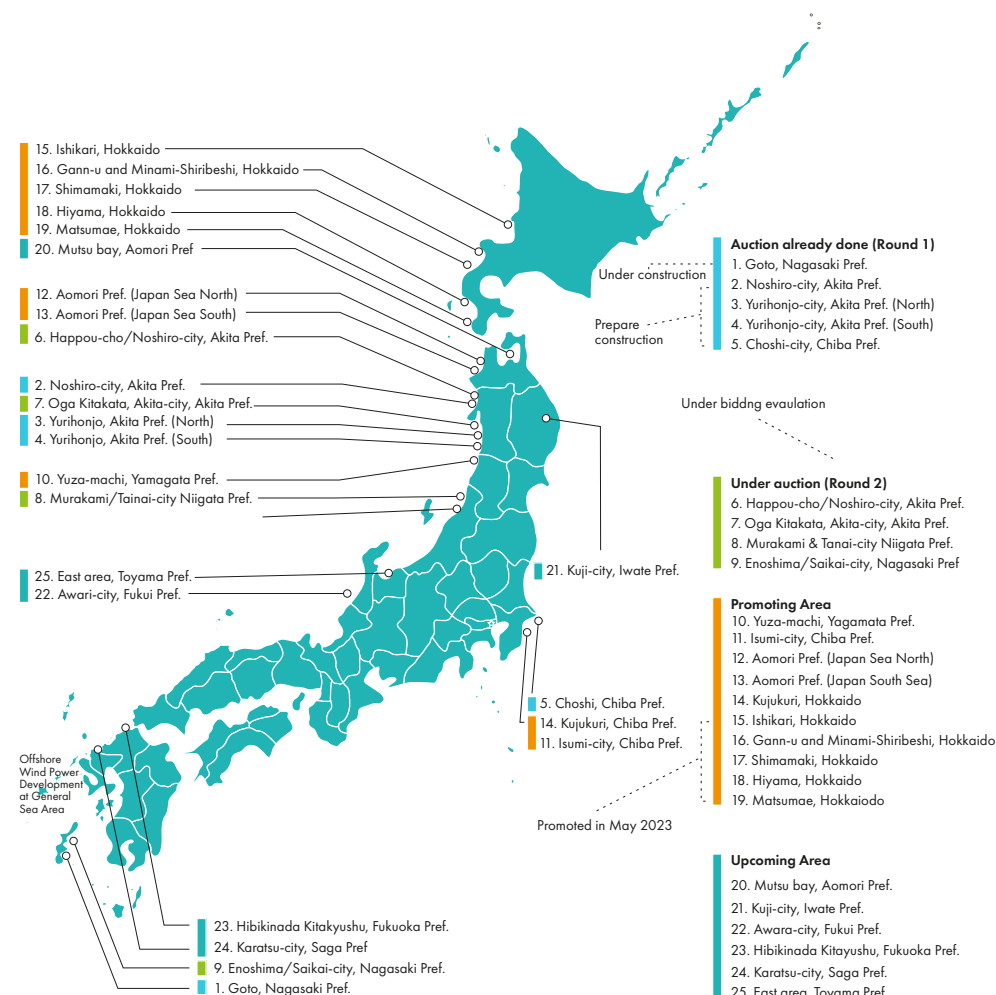 15. Ishikari, Hokkaido
16. Gann-u and Minami-Shiribeshi, Hokkaido
17. Shimamaki, Hokkaido
18. Hiyama, Hokkaido
19. Matsumae, Hokkaido
20. Mutsu bay, Aomori Pref
12. Aomori Pref. (Japan Sea North)
13. Aomori Pref. (Japan Sea South)
6. Happou-cho/Noshiro-city, Akita Pref.
2. Noshiro-city, Akita Pref.
7. Oga Kitakata, Akita-city, Akita Pref.
3. Yurihonjo, Akita Pref. (North)
4. Yurihonjo, Akita Pref. (South)
10. Yuza-machi, Yamagata Pref.
8. Murakami/Tainai-city Niigata Pref.
25. East area, Toyama Pref.
22. Awari-city, Fukui Pref.
21. Kuji-city, Iwate Pref.
5. Choshi, Chiba Pref.
14. Kujukuri, Chiba Pref.
11. Isumi-city, Chiba Pref.
Offshore
Wind Power
Development
at General
Sea Area
23. Hibikinada Kitakyushu, Fukuoka Pref.
24. Karatsu-city, Saga Pref
9. Enoshima/Saikai-city, Nagasaki Pref.
1. Goto, Nagasaki Pref.
Under construction
Prepare
construction
Auction already done (Round 1)
1. Goto, Nagasaki Pref.
2. Noshiro-city, Akita Pref.
3. Yurihonjo-city, Akita Pref. (North)
4. Yurihonjo-city, Akita Pref. (South)
5. Choshi-city, Chiba Pref.
Under biddng evaulation
Under auction (Round 2)
6. Happou-cho/Noshiro-city, Akita Pref.
7. Oga Kitakata, Akita-city, Akita Pref.
8. Murakami & Tanai-city Niigata Pref.
9. Enoshima/Saikai-city, Nagasaki Pref
Promoting Area
10. Yuza-machi, Yagamata Pref.
11. Isumi-city, Chiba Pref.
12. Aomori Pref. (Japan Sea North)
13. Aomori Pref. (Japan South Sea)
14. Kujukuri, Hokkaido
15. Ishikari, Hokkaido
16. Gann-u and Minami-Shiribeshi, Hokkaido
17. Shimamaki, Hokkaido
18. Hiyama, Hokkaido
19. Matsumae, Hokkaiodo
Promoted in May 2023
Upcoming Area
20. Mutsu bay, Aomori Pref.
21. Kuji-city, Iwate Pref.
22. Awara-city, Fukui Pref.
23. Hibikinada Kitayushu, Fukuoka Pref.
24. Karatsu-city, Saga Pref.
25. East area, Toyama Pref.